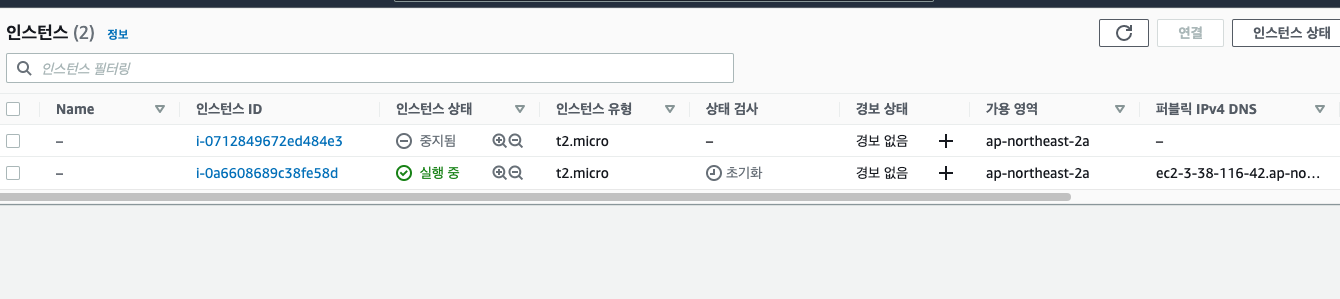 인스턴스 (2) 정보 연결 인스턴스 상태
인스턴스 필터링
Name 인스턴스 ID 인스턴스 상태 인스턴스 유형 상태 검사 경보 상태 가용 영역 퍼블릭 IPv4 DNS
– i-0712849672ed484e3 중지됨 t2.micro – 경보 없음 + ap-northeast-2a –
– i-0a6608689c38fe58d 실행 중 t2.micro 초기화 경보 없음 + ap-northeast-2a ec2-3-38-116-42.ap-no...